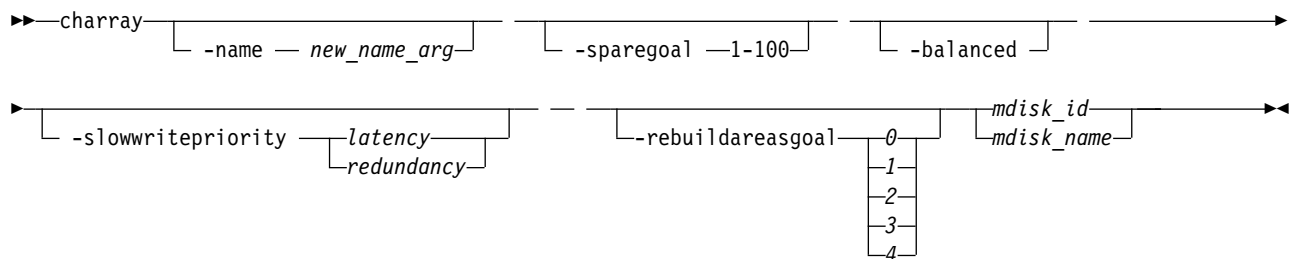 charray
-name new_name_arg -sparegoal 1-100 -balanced
-slowwritepriority latency -rebuildareasgoal 0 mdisk_id
redundancy 1 mdisk_name
2
3
4